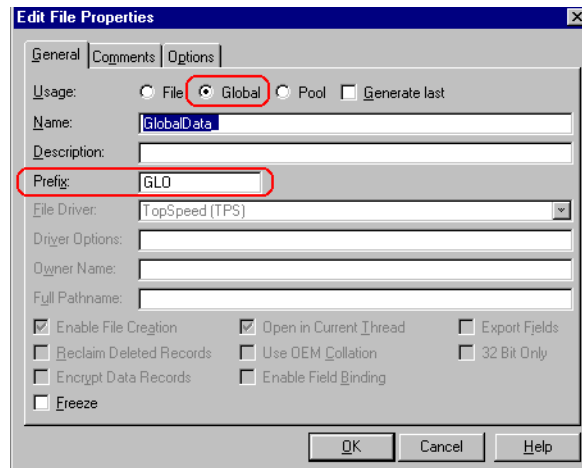 Edit File Properties
General Comments Options
Usage: File Global Pool Generate last
Name: GlobalData
Description:
Prefix: GLO
File Driver: TopSpeed (TPS)
Driver Options:
Owner Name:
Full Pathname:
Enable File Creation Open in Current Thread Export Fields
Reclaim Deleted Records Use OEM Collation 32 Bit Only
Encrypt Data Records Enable Field Binding
Freeze
OK Cancel Help